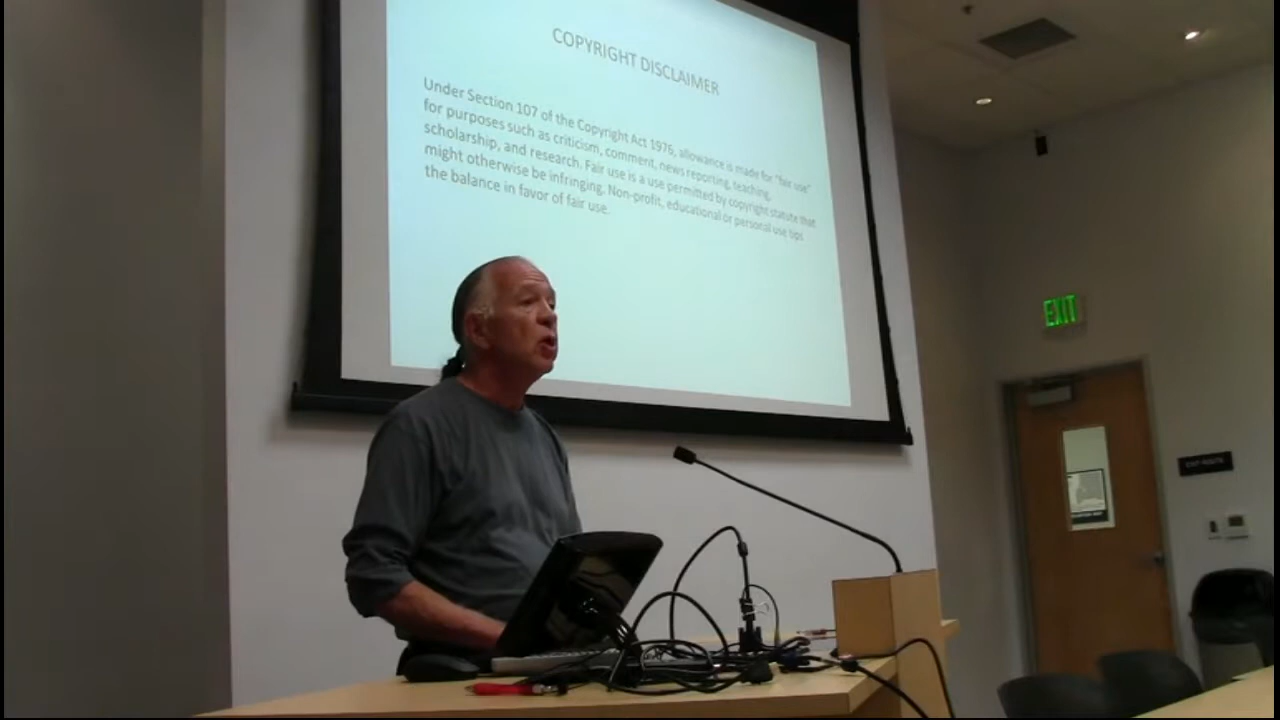 COPYRIGHT DISCLAIMER
Under Section 107 of the Copyright Act 1976, allowance is made for "fair use"
for purposes such as criticism, comment, news reporting, teaching,
scholarship, and research. Fair use is a use permitted by copyright statute that
might otherwise be infringing. Non-profit, educational or personal use tips
the balance in favor of fair use.
EXIT
EXIT ROUTE